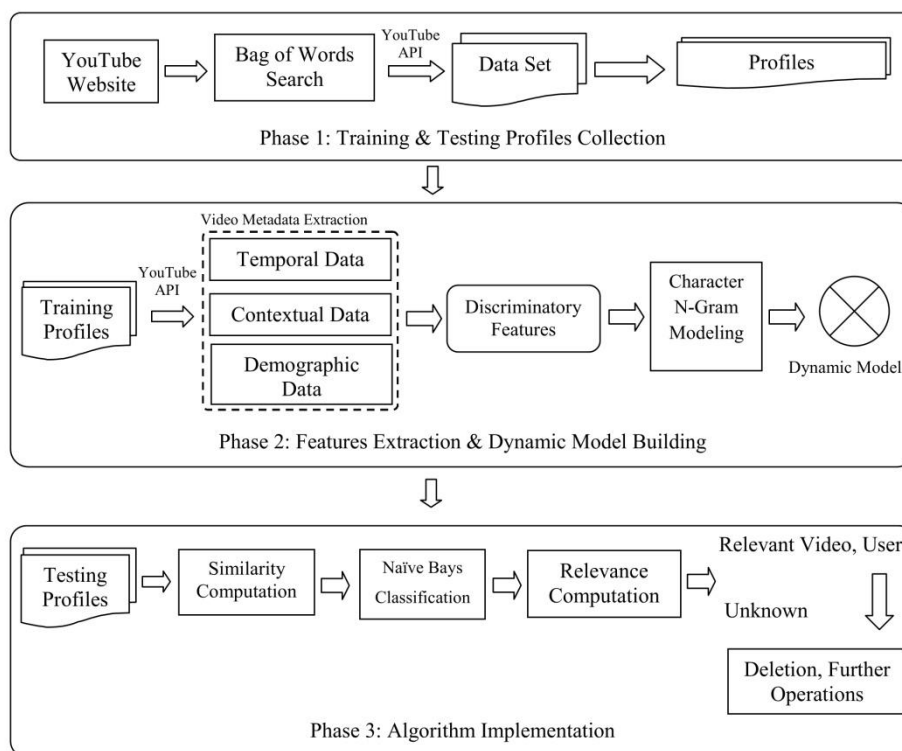 YouTube
Website
Bag of Words
Search
YouTube
API
Data Set
Profiles
Phase 1: Training & Testing Profiles Collection
Training
Profiles
YouTube
API
Video Metadata Extraction
Temporal Data
Contextual Data
Demographic
Data
Discriminatory
Features
Character
N-Gram
Modeling
Dynamic Model
Phase 2: Features Extraction & Dynamic Model Building
Testing
Profiles
Similarity
Computation
Naïve Bays
Classification
Relevance
Computation
Relevant Video, User
Unknown
Deletion, Further
Operations
Phase 3: Algorithm Implementation